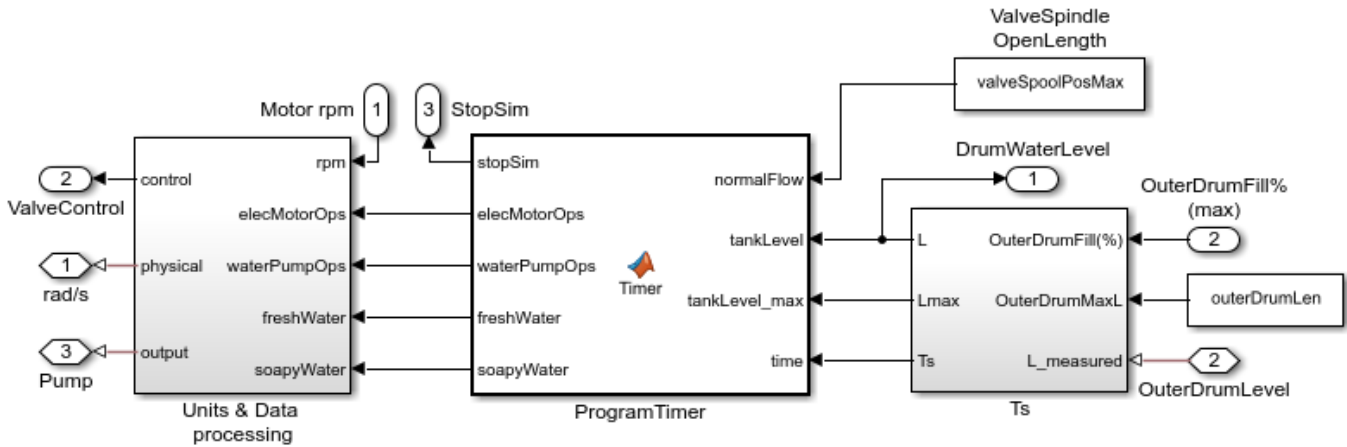 ValveSpindle
OpenLength
valveSpoolPosMax
Motor rpm
1
3
StopSim
DrumWaterLevel
1
OuterDrumFill%
(max)
2
2
ValveControl
control
rpm
elecMotorOps
waterPumpOps
freshWater
soapyWater
physical
output
1
rad/s
3
Pump
Units & Data
processing
stopSim
elecMotorOps
waterPumpOps
freshWater
soapyWater
Timer
normalFlow
tankLevel
tankLevel_max
time
ProgramTimer
L
Lmax
Ts
OuterDrumFill(%)
OuterDrumMaxL
L_measured
Ts
outerDrumLen
2
OuterDrumLevel